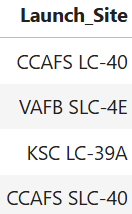 Launch_Site
CCAFS LC-40
VAFB SLC-4E
KSC LC-39A
CCAFS SLC-40